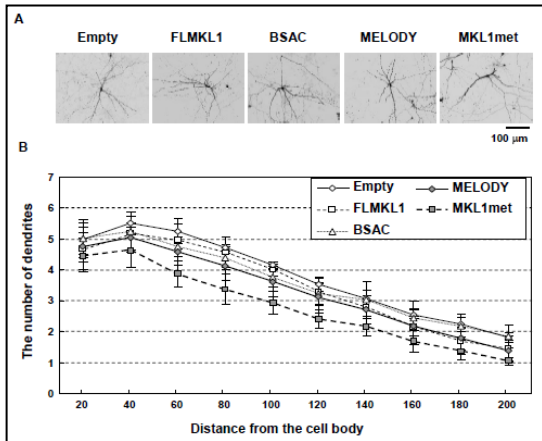 A
Empty FLMKL1 BSAC MELODY MKL1met
100 μm
B
Empty MELODY
FLMKL1 MKL1met
BSAC
The number of dendrites
7
6
5
4
3
2
1
0
20 40 60 80 100 120 140 160 180 200
Distance from the cell body